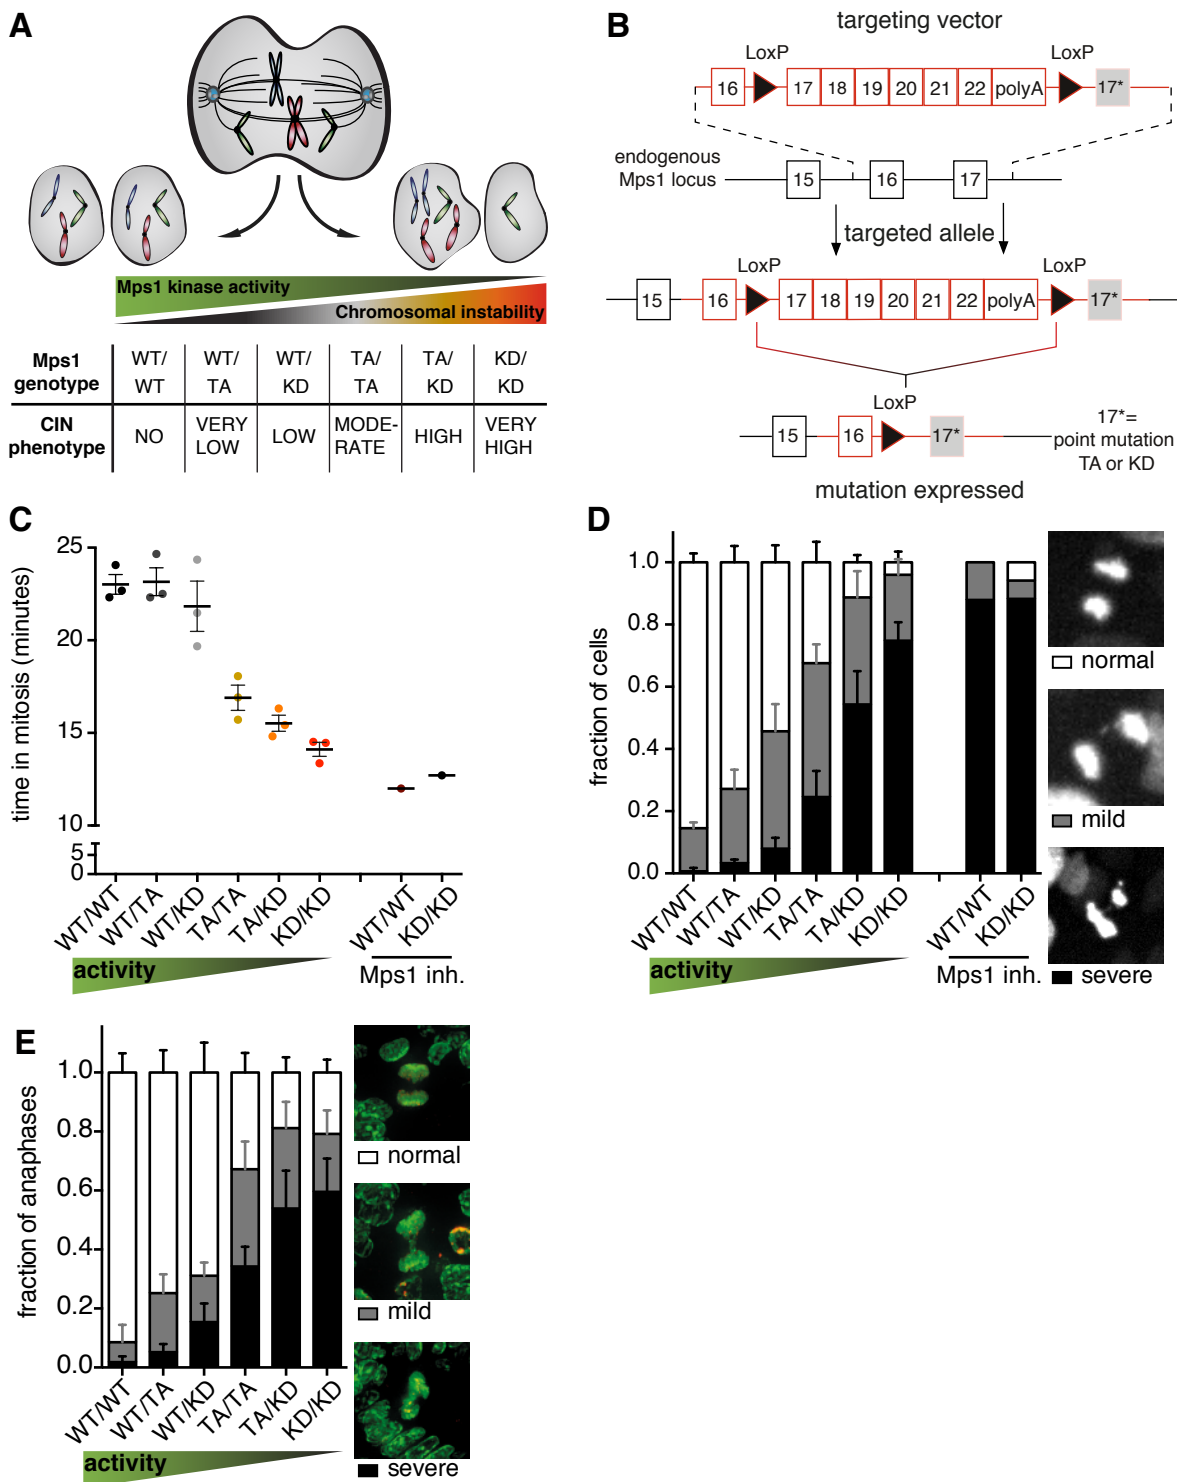 A
Mps1 kinase activity
Chromosomal instability
Mps1 genotype
WT/WT
WT/TA
WT/KD
TA/TA
TA/KD
KD/KD
CIN phenotype
NO
VERY LOW
LOW
MODE-RATE
HIGH
VERY HIGH
B
targeting vector
LoxP
LoxP
16
17
18
19
20
21
22
polyA
17*
endogenous
Mps1 locus
15
16
17
targeted allele
LoxP
LoxP
15
16
17
18
19
20
21
22
polyA
17*
LoxP
15
16
17*
17*=
point mutation
TA or KD
mutation expressed
C
time in mitosis (minutes)
25
20
15
10
5
0
WT/WT
WT/TA
WT/KD
TA/TA
TA/KD
KD/KD
WT/WT
KD/KD
activity
Mps1 inh.
D
fraction of cells
1.0
0.8
0.6
0.4
0.2
0.0
WT/WT
WT/TA
WT/KD
TA/TA
TA/KD
KD/KD
WT/WT
KD/KD
activity
Mps1 inh.
normal
mild
severe
E
fraction of anaphases
1.0
0.8
0.6
0.4
0.2
0.0
WT/WT
WT/TA
WT/KD
TA/TA
TA/KD
KD/KD
activity
normal
mild
severe